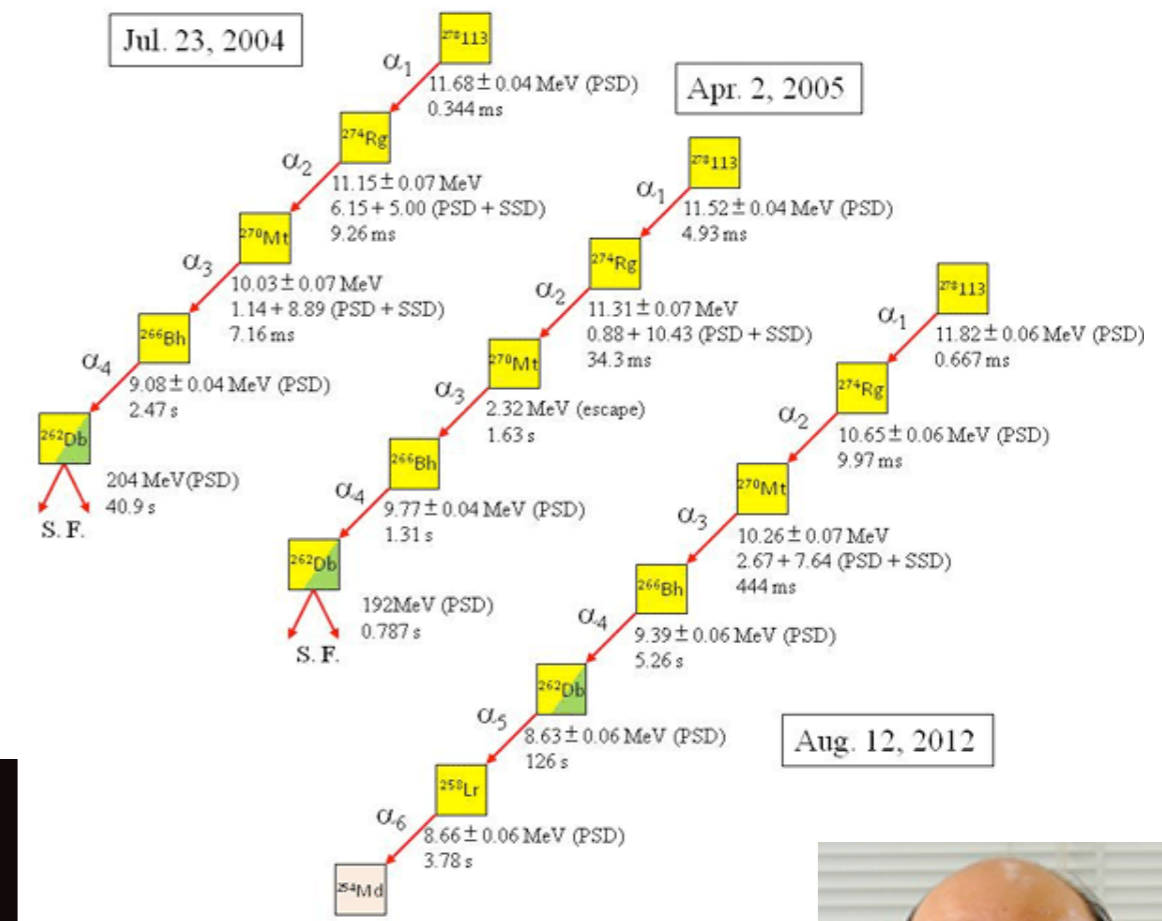 Jul. 23, 2004
²⁷⁸113
α₁
11.68 ± 0.04 MeV (PSD)
0.344 ms
²⁷⁴Rg
α₂
11.15 ± 0.07 MeV
6.15 + 5.00 (PSD + SSD)
9.26 ms
²⁷⁰Mt
α₃
10.03 ± 0.07 MeV
1.14 + 8.89 (PSD + SSD)
7.16 ms
²⁶⁶Bh
α₄
9.08 ± 0.04 MeV (PSD)
2.47 s
²⁶²Db
204 MeV(PSD)
40.9 s
S. F.
Apr. 2, 2005
²⁷⁸113
α₁
11.52 ± 0.04 MeV (PSD)
4.93 ms
²⁷⁴Rg
α₂
11.31 ± 0.07 MeV
0.88 + 10.43 (PSD + SSD)
34.3 ms
²⁷⁰Mt
α₃
2.32 MeV (escape)
1.63 s
²⁶⁶Bh
α₄
9.77 ± 0.04 MeV (PSD)
1.31 s
²⁶²Db
192MeV (PSD)
0.787 s
S. F.
²⁷⁸113
α₁
11.82 ± 0.06 MeV (PSD)
0.667 ms
²⁷⁴Rg
α₂
10.65 ± 0.06 MeV (PSD)
9.97 ms
²⁷⁰Mt
α₃
10.26 ± 0.07 MeV
2.67 + 7.64 (PSD + SSD)
444 ms
²⁶⁶Bh
α₄
9.39 ± 0.06 MeV (PSD)
5.26 s
²⁶²Db
α₅
8.63 ± 0.06 MeV (PSD)
126 s
²⁵⁸Lr
α₆
8.66 ± 0.06 MeV (PSD)
3.78 s
²⁵⁴Md
Aug. 12, 2012